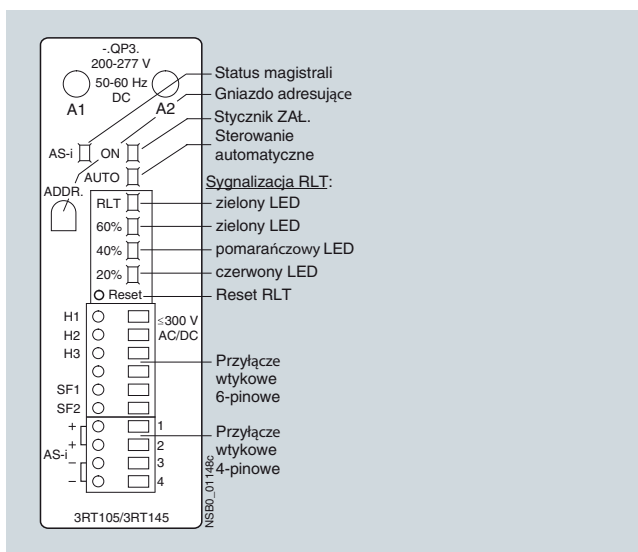 -.QP3.
200-277 V
50-60 Hz
DC
A1
A2
Status magistrali
Gniazdo adresujące
Stycznik ZAŁ.
Sterowanie
automatyczne
AS-i
ON
AUTO
ADDR.
Sygnalizacja RLT:
RLT
zielony LED
60%
zielony LED
40%
pomarańczowy LED
20%
czerwony LED
Reset
Reset RLT
H1
≤300 V
H2
AC/DC
H3
Przyłącze
wtykowe
6-pinowe
SF1
SF2
+
1
+
2
AS-i
–
3
–
4
Przyłącze
wtykowe
4-pinowe
NSB0_01148c
3RT105/3RT145